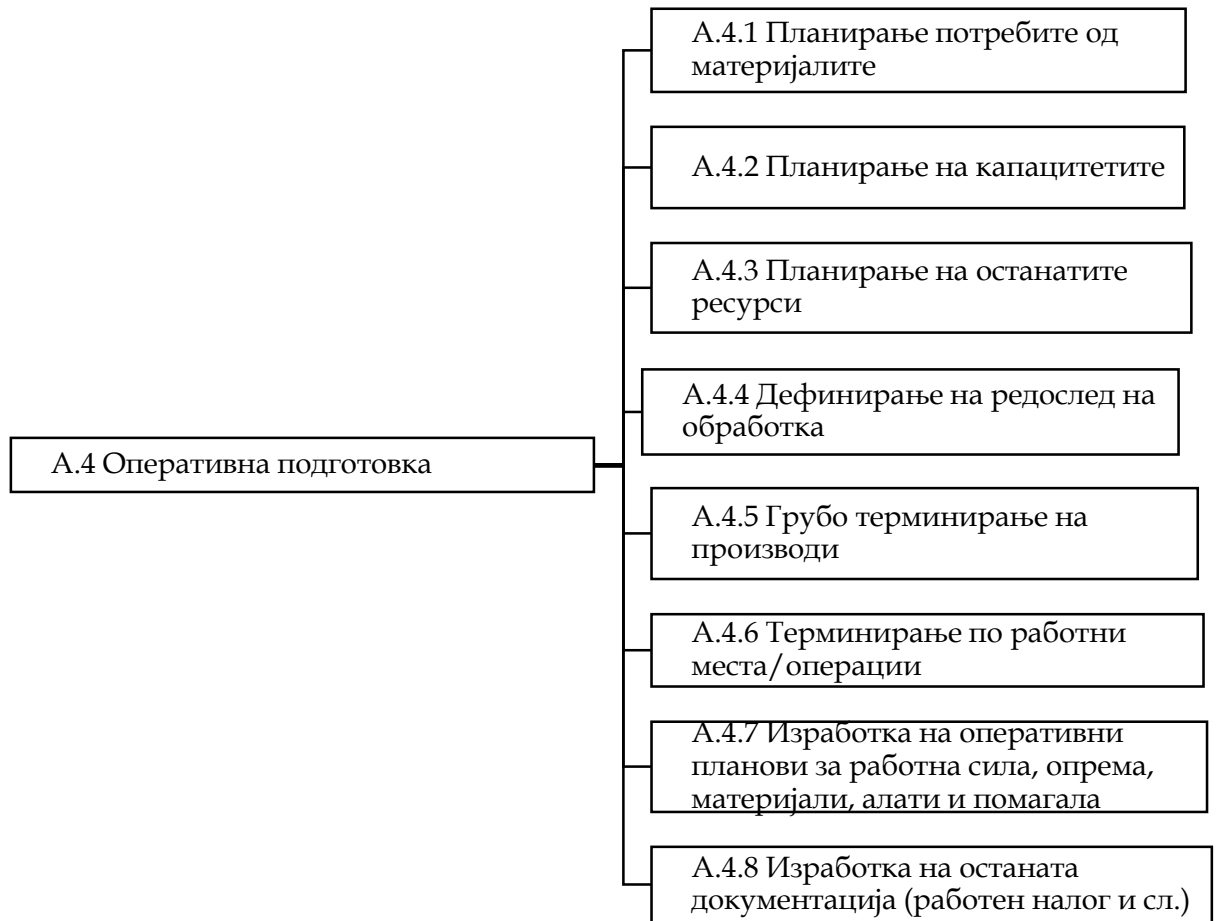 А.4.1 Планирање потребите од
материјалите
А.4.2 Планирање на капацитетите
А.4.3 Планирање на останатите
ресурси
А.4.4 Дефинирање на редослед на
обработка
А.4 Оперативна подготовка
А.4.5 Грубо терминирање на
производи
А.4.6 Терминирање по работни
места/операции
А.4.7 Изработка на оперативни
планови за работна сила, опрема,
материјали, алати и помагала
А.4.8 Изработка на останата
документација (работен налог и сл.)